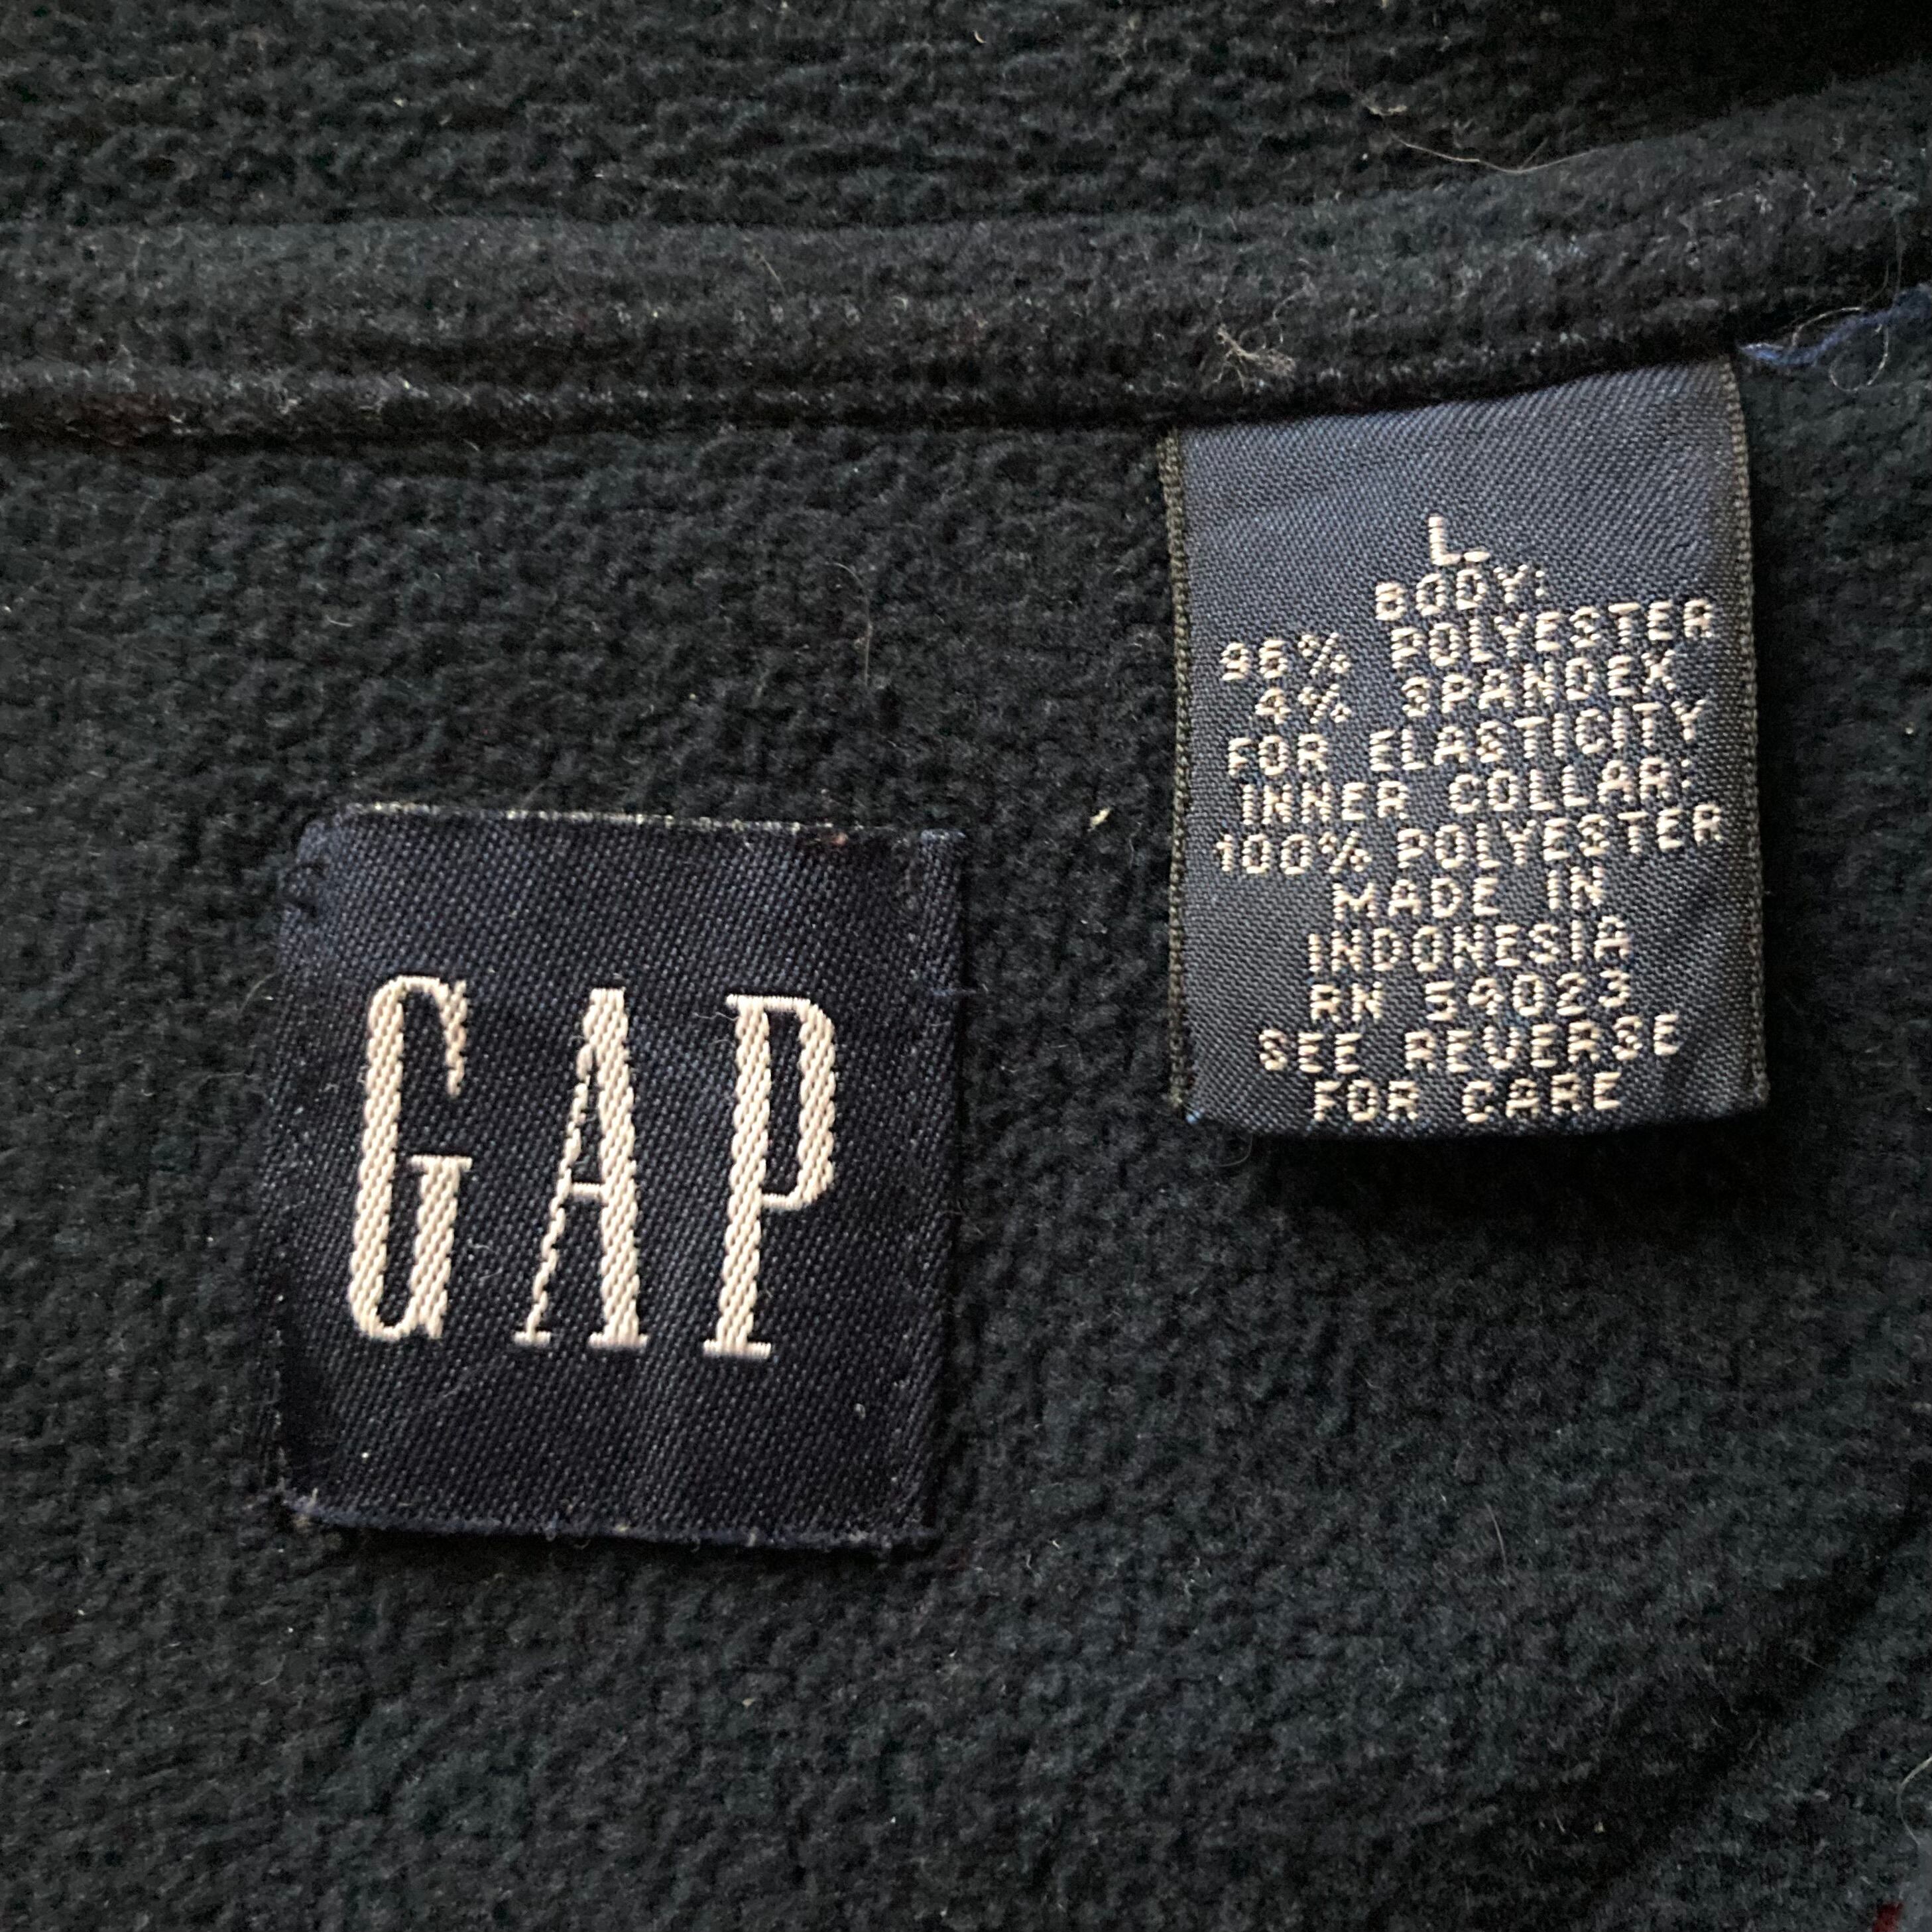 GAP
L.
BODY:
96% POLYESTER
4% SPANDEX
FOR ELASTICITY
INNER COLLAR:
100% POLYESTER
MADE IN
INDONESIA
RN 54023
SEE REVERSE
FOR CARE